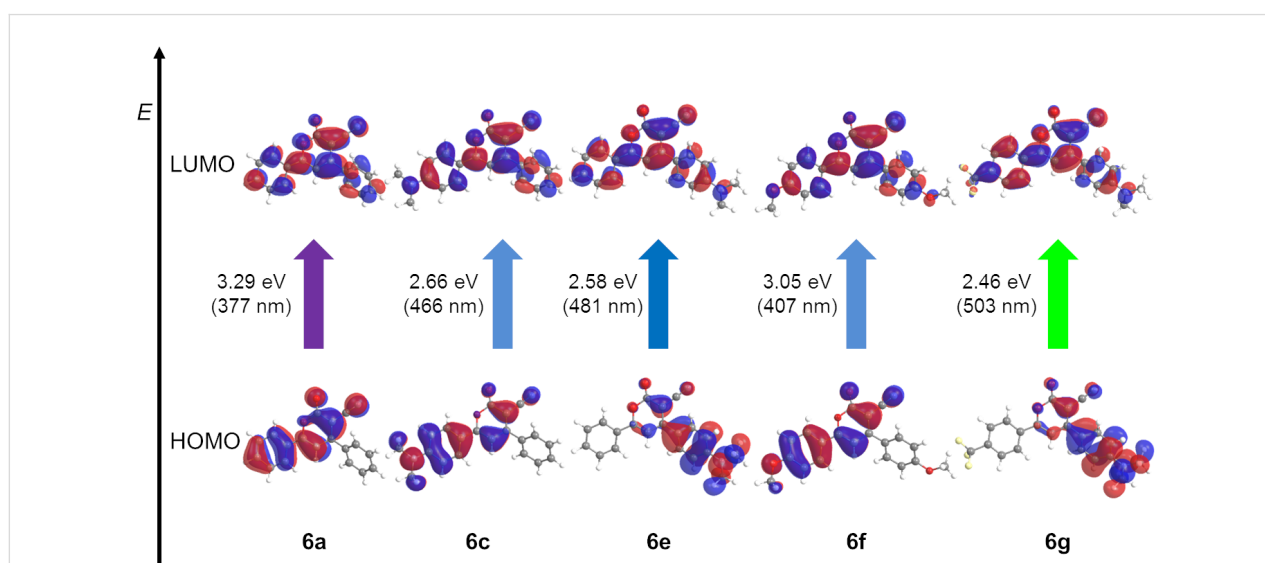 E
LUMO
3.29 eV
(377 nm)
2.66 eV
(466 nm)
2.58 eV
(481 nm)
3.05 eV
(407 nm)
2.46 eV
(503 nm)
HOMO
6a
6c
6e
6f
6g